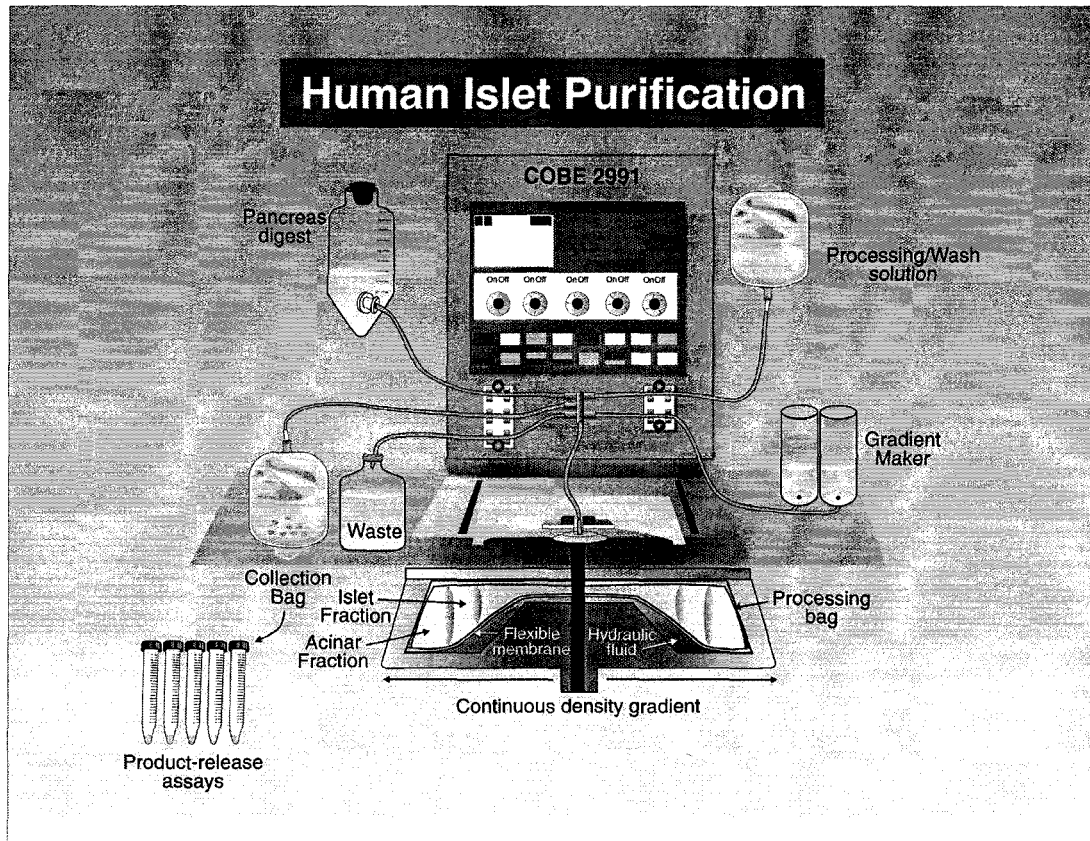 Human Islet Purification
COBE 2991
Pancreas
digest
Processing/Wash
solution
On Off On Off On Off On Off On Off
Gradient
Maker
Waste
Collection
Bag
Islet
Fraction
Acinar
Fraction
Flexible
membrane
Hydraulic
fluid
Processing
bag
Continuous density gradient
Product-release
assays